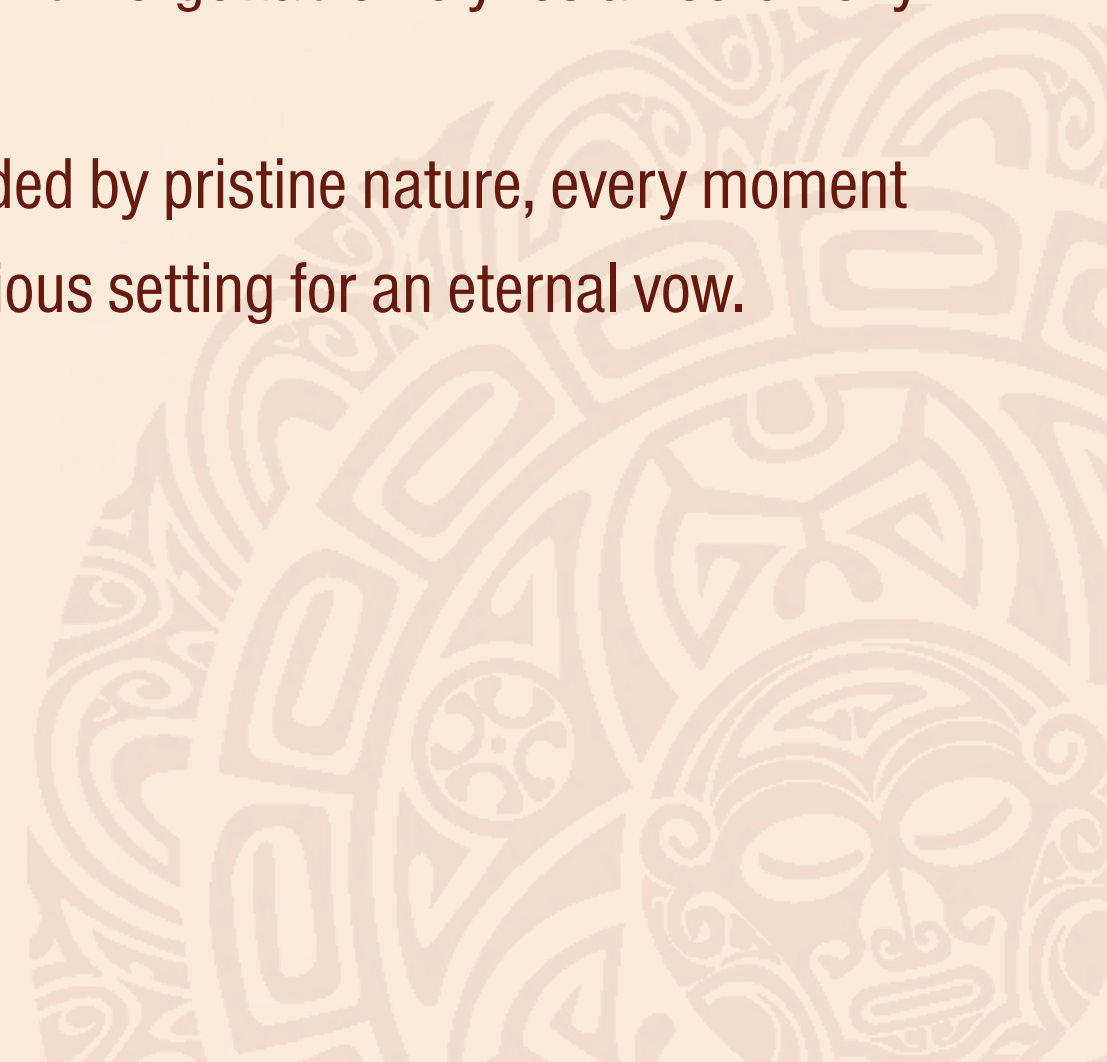 ded by pristine nature, every moment
ious setting for an eternal vow.